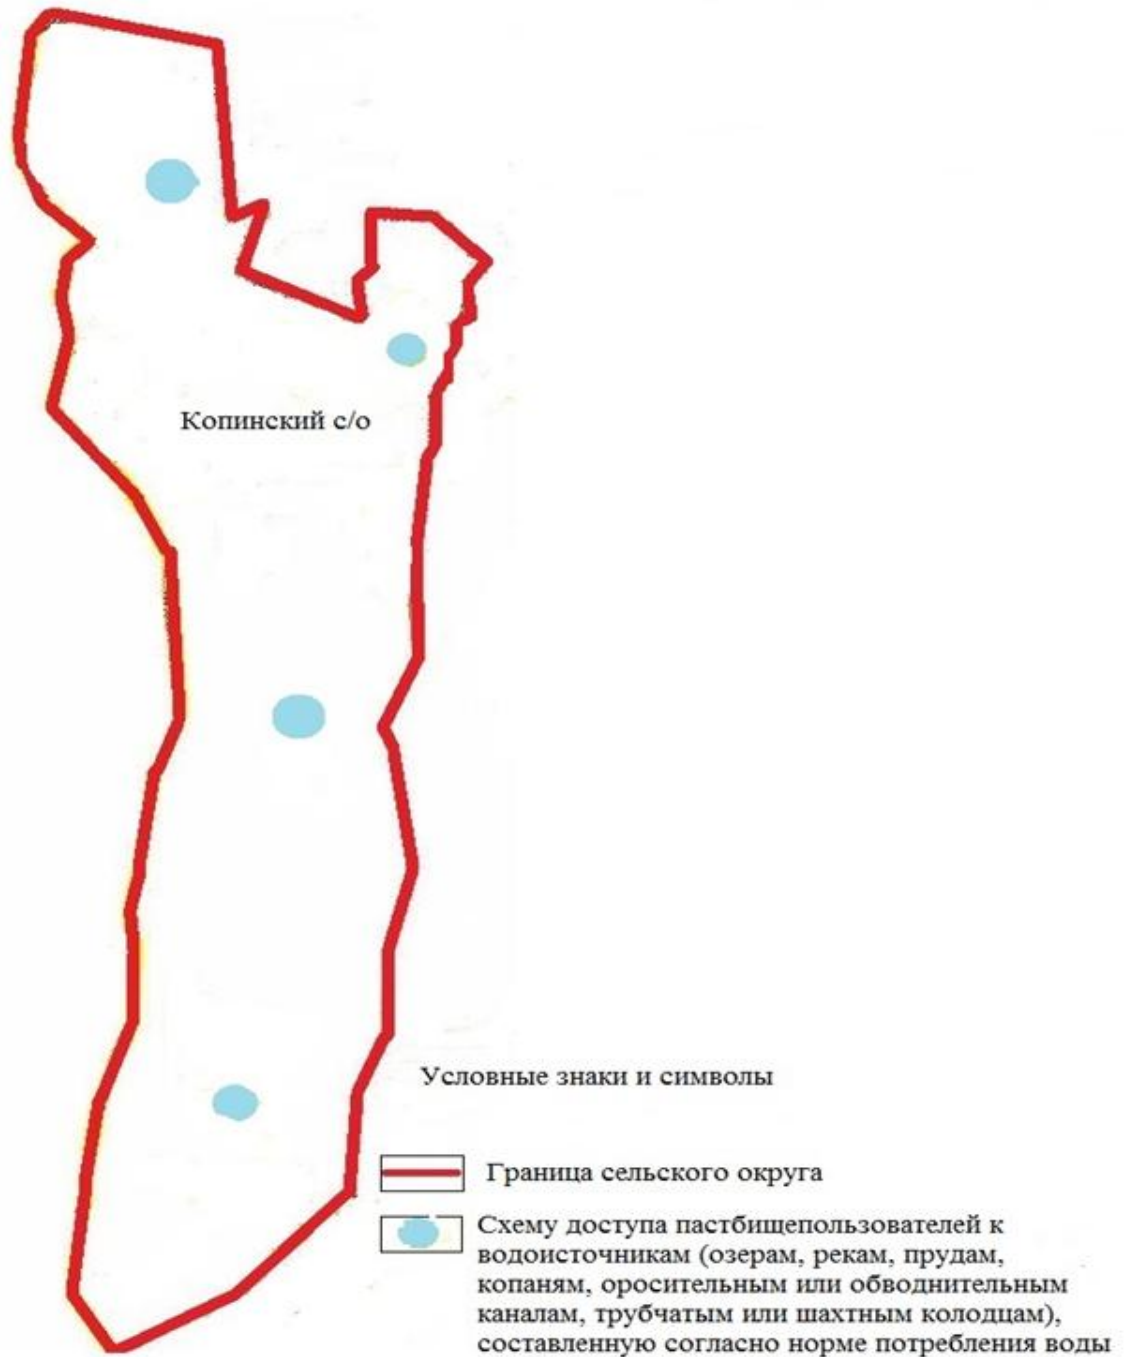 Копинский с/о
Условные знаки и символы
Граница сельского округа
Схему доступа пастбищепользователей к
водоисточникам (озерам, рекам, прудам,
копаням, оросительным или обводнительным
каналам, трубчатым или шахтным колодцам),
составленную согласно норме потребления воды